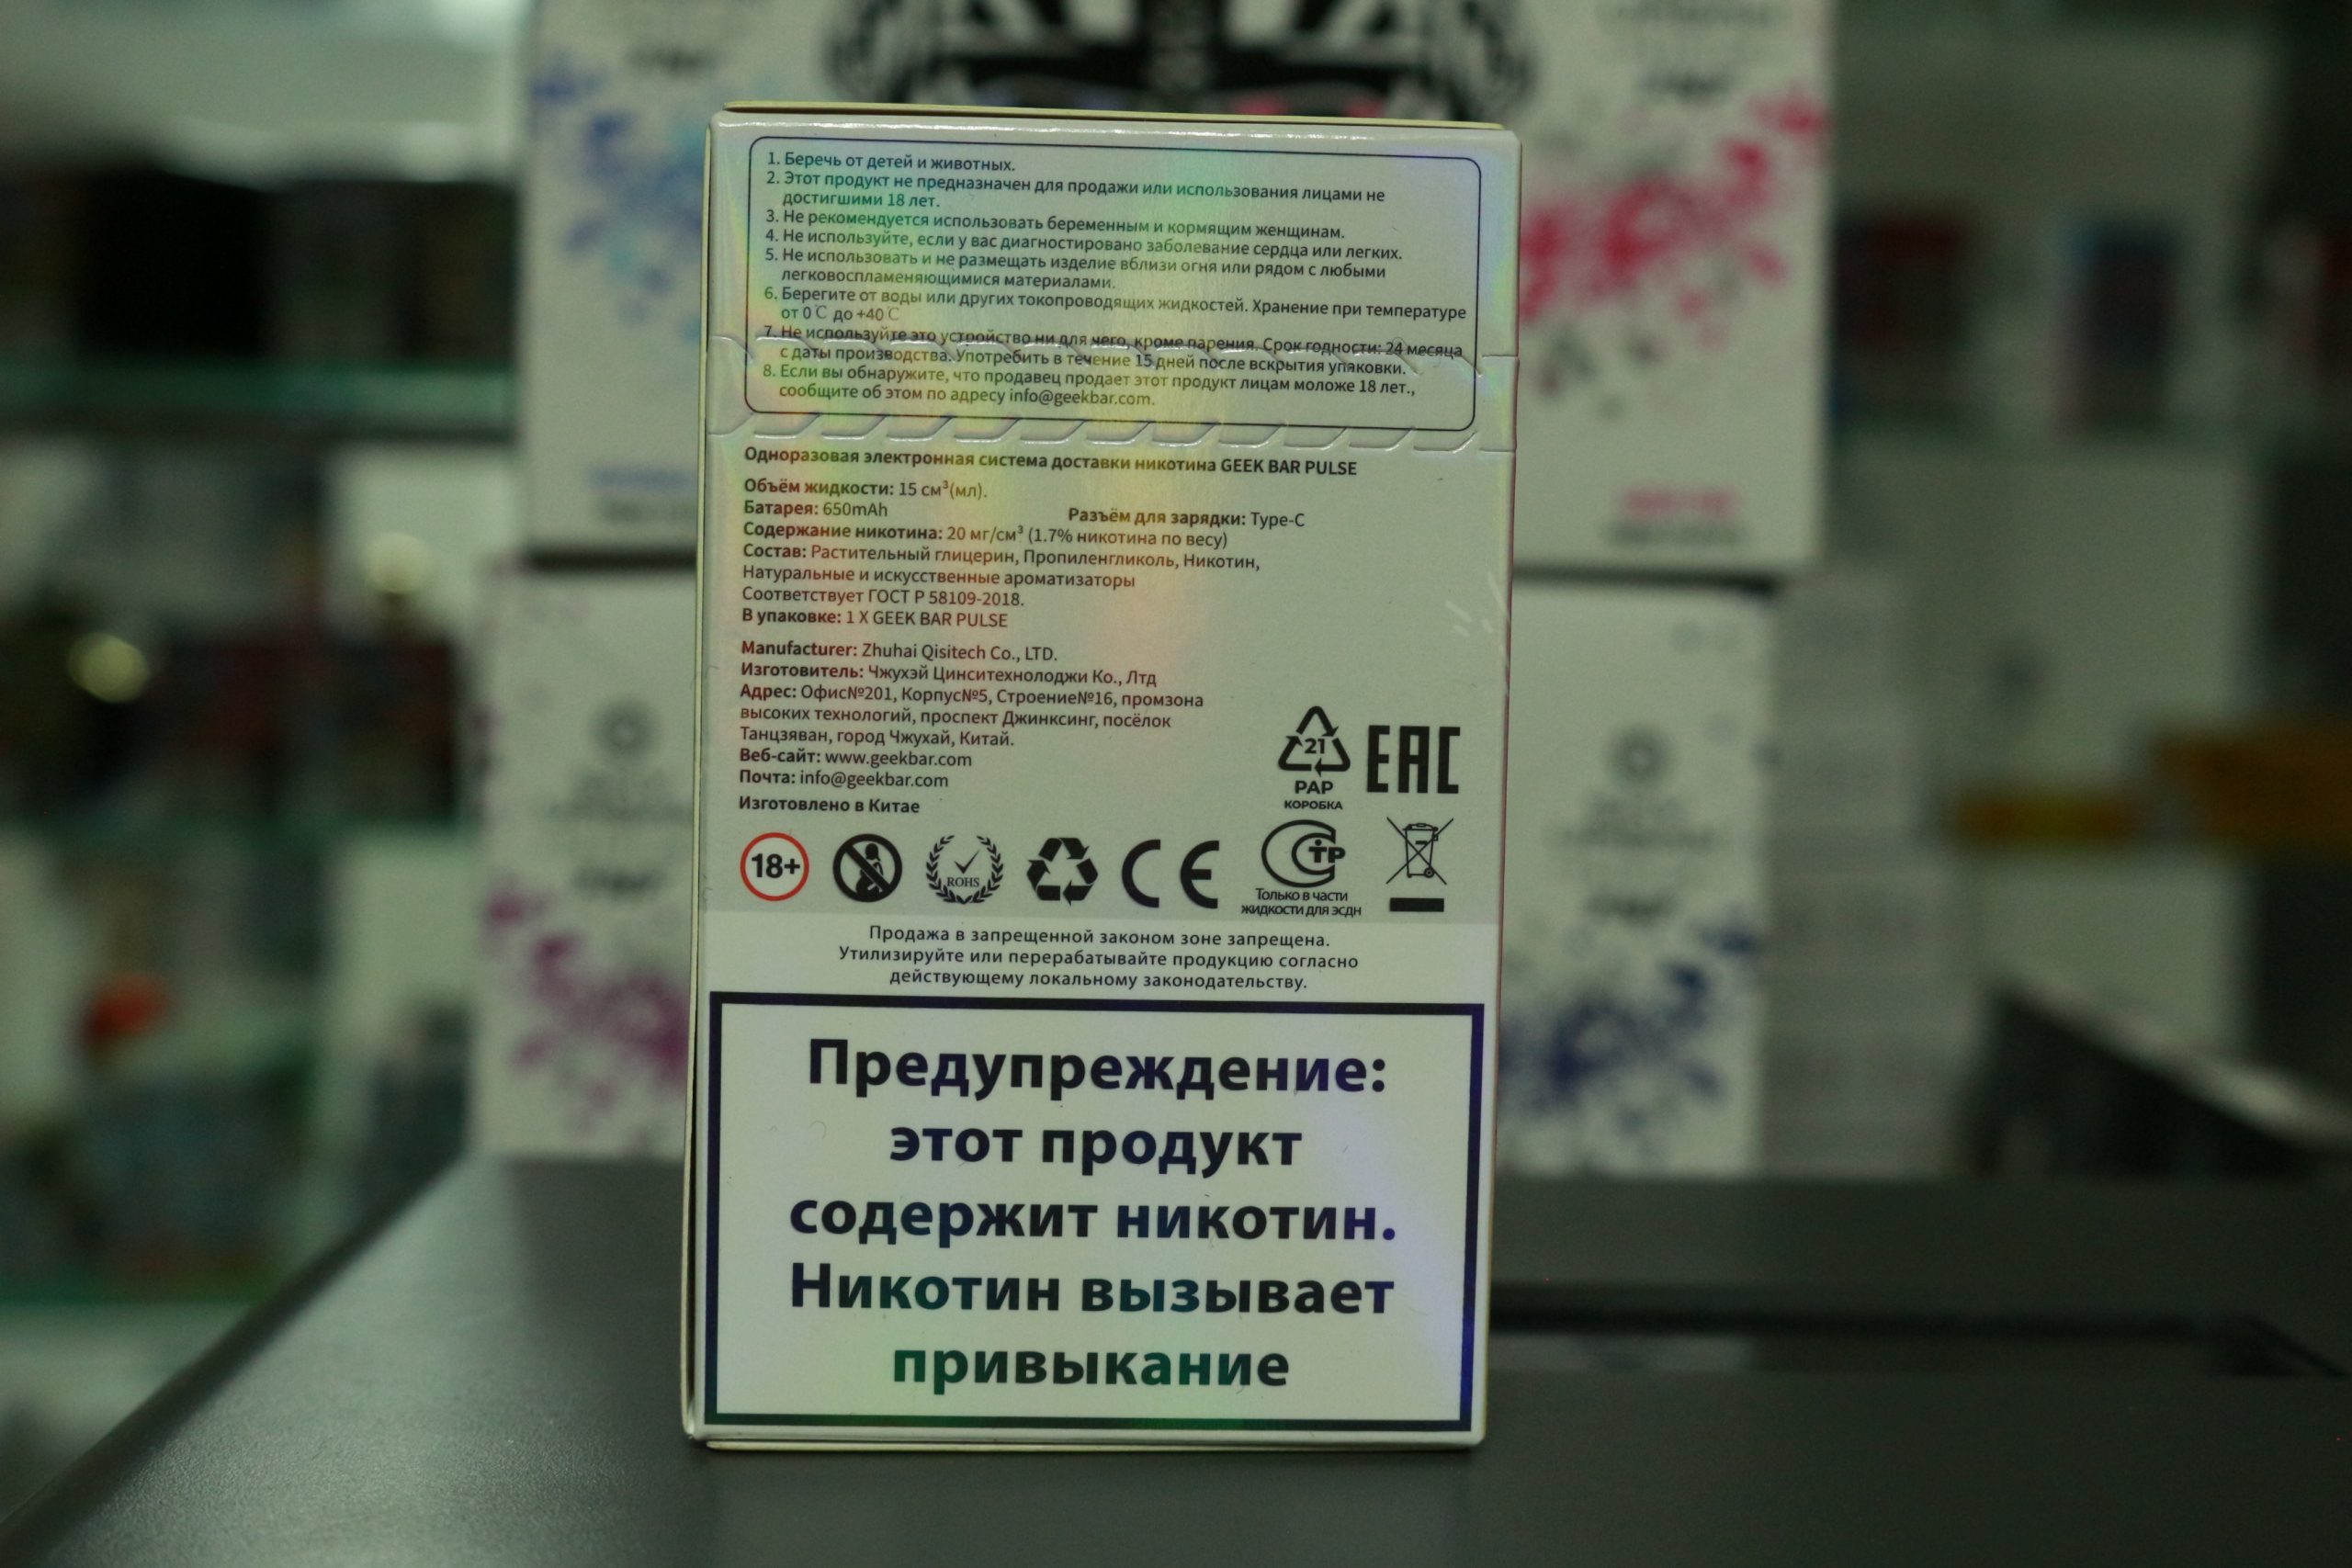 1. Беречь от детей и животных.
2. Этот продукт не предназначен для продажи или использования лицами не
достигшими 18 лет.
3. Не рекомендуется использовать беременным и кормящим женщинам.
4. Не используйте, если у вас диагностировано заболевание сердца или легких.
5. Не использовать и не размещать изделие вблизи огня или рядом с любыми
легковоспламеняющимися материалами.
6. Берегите от воды или других токопроводящих жидкостей. Хранение при температуре
от 0 C до +40 C
7. Не используйте это устройство ни для чего, кроме парения. Срок годности: 24 месяца
с даты производства. Употребить в течение 15 дней после вскрытия упаковки.
8. Если вы обнаружите, что продавец продает этот продукт лицам моложе 18 лет.,
сообщите об этом по адресу info@geekbar.com.
Одноразовая электронная система доставки никотина GEEK BAR PULSE
Объём жидкости: 15 см³(мл).
Батарея: 650mAh Разъём для зарядки: Type-C
Содержание никотина: 20 мг/см³ (1.7% никотина по весу)
Состав: Растительный глицерин, Пропиленгликоль, Никотин,
Натуральные и искусственные ароматизаторы
Соответствует ГОСТ Р 58109-2018.
В упаковке: 1 X GEEK BAR PULSE
Manufacturer: Zhuhai Qisitech Co., LTD.
Изготовитель: Чжухэй Цинситехнолоджи Ко., Лтд
Адрес: Офис№201, Корпус№5, Строение№16, промзона
высоких технологий, проспект Джинксинг, посёлок
Танцзяван, город Чжухай, Китай.
Веб-сайт: www.geekbar.com
Почта: info@geekbar.com
Изготовлено в Китае
21
PAP
КОРОБКА
EAC
18+
ROHS
CE
СТР
Только в части
жидкости для эсдн
Продажа в запрещенной законом зоне запрещена.
Утилизируйте или перерабатывайте продукцию согласно
действующему локальному законодательству.
Предупреждение:
этот продукт
содержит никотин.
Никотин вызывает
привыкание